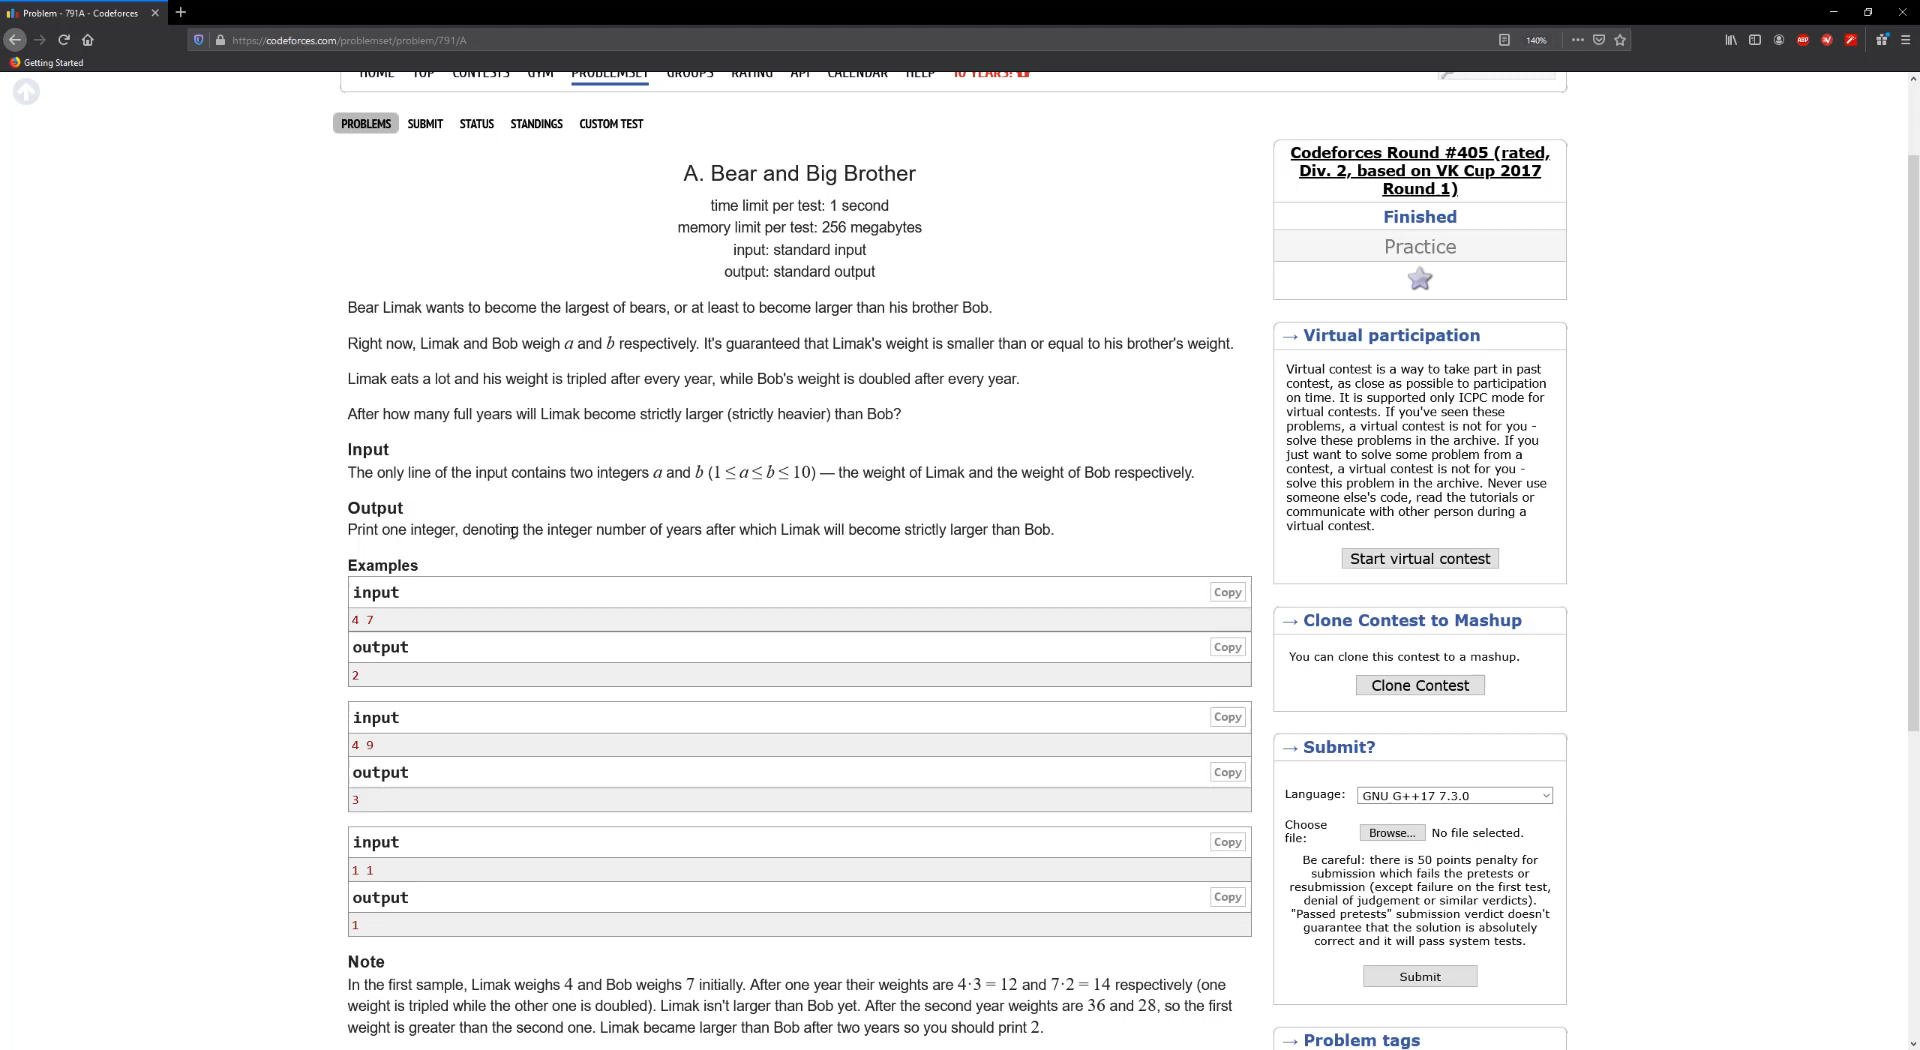 Problem - 791A - Codeforces
https://codeforces.com/problemset/problem/791/A
140%
Getting Started
HOME TOP CONTESTS GYM PROBLEMSET GROUPS RATING API CALENDAR HELP 10 YEARS!
PROBLEMS SUBMIT STATUS STANDINGS CUSTOM TEST
A. Bear and Big Brother
time limit per test: 1 second
memory limit per test: 256 megabytes
input: standard input
output: standard output
Bear Limak wants to become the largest of bears, or at least to become larger than his brother Bob.
Right now, Limak and Bob weigh a and b respectively. It's guaranteed that Limak's weight is smaller than or equal to his brother's weight.
Limak eats a lot and his weight is tripled after every year, while Bob's weight is doubled after every year.
After how many full years will Limak become strictly larger (strictly heavier) than Bob?
Input
The only line of the input contains two integers a and b (1 ≤ a ≤ b ≤ 10) — the weight of Limak and the weight of Bob respectively.
Output
Print one integer, denoting the integer number of years after which Limak will become strictly larger than Bob.
Examples
input Copy
4 7
output Copy
2
input Copy
4 9
output Copy
3
input Copy
1 1
output Copy
1
Note
In the first sample, Limak weighs 4 and Bob weighs 7 initially. After one year their weights are 4·3 = 12 and 7·2 = 14 respectively (one
weight is tripled while the other one is doubled). Limak isn't larger than Bob yet. After the second year weights are 36 and 28, so the first
weight is greater than the second one. Limak became larger than Bob after two years so you should print 2.
Codeforces Round #405 (rated,
Div. 2, based on VK Cup 2017
Round 1)
Finished
Practice
→ Virtual participation
Virtual contest is a way to take part in past
contest, as close as possible to participation
on time. It is supported only ICPC mode for
virtual contests. If you've seen these
problems, a virtual contest is not for you -
solve these problems in the archive. If you
just want to solve some problem from a
contest, a virtual contest is not for you -
solve this problem in the archive. Never use
someone else's code, read the tutorials or
communicate with other person during a
virtual contest.
Start virtual contest
→ Clone Contest to Mashup
You can clone this contest to a mashup.
Clone Contest
→ Submit?
Language: GNU G++17 7.3.0
Choose
file: Browse... No file selected.
Be careful: there is 50 points penalty for
submission which fails the pretests or
resubmission (except failure on the first test,
denial of judgement or similar verdicts).
"Passed pretests" submission verdict doesn't
guarantee that the solution is absolutely
correct and it will pass system tests.
Submit
→ Problem tags